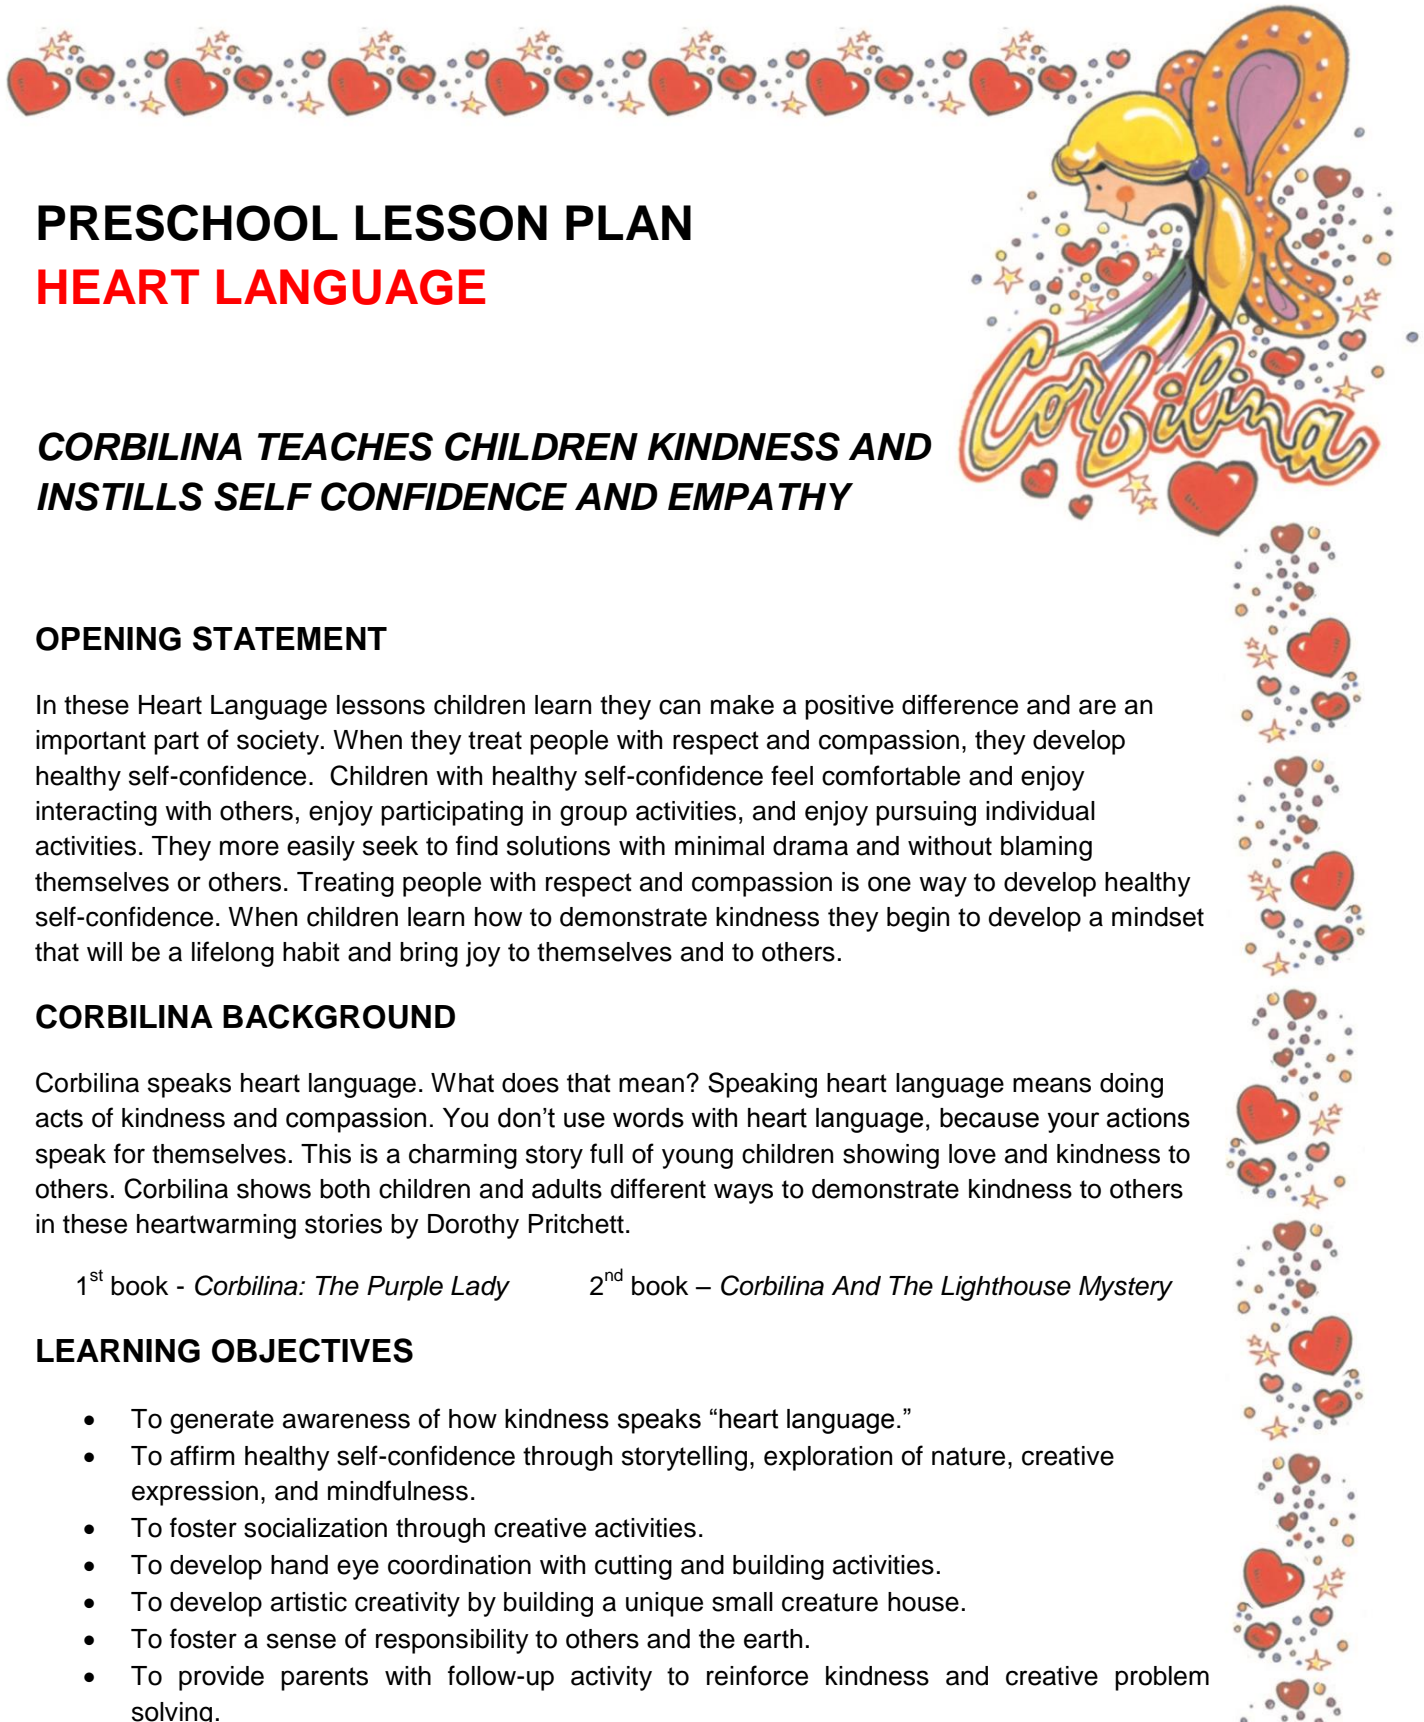 PRESCHOOL LESSON PLAN
HEART LANGUAGE
Corbilina
CORBILINA TEACHES CHILDREN KINDNESS AND
INSTILLS SELF CONFIDENCE AND EMPATHY
OPENING STATEMENT
In these Heart Language lessons children learn they can make a positive difference and are an
important part of society. When they treat people with respect and compassion, they develop
healthy self-confidence.  Children with healthy self-confidence feel comfortable and enjoy
interacting with others, enjoy participating in group activities, and enjoy pursuing individual
activities. They more easily seek to find solutions with minimal drama and without blaming
themselves or others. Treating people with respect and compassion is one way to develop healthy
self-confidence. When children learn how to demonstrate kindness they begin to develop a mindset
that will be a lifelong habit and bring joy to themselves and to others.
CORBILINA BACKGROUND
Corbilina speaks heart language. What does that mean? Speaking heart language means doing
acts of kindness and compassion. You don’t use words with heart language, because your actions
speak for themselves. This is a charming story full of young children showing love and kindness to
others. Corbilina shows both children and adults different ways to demonstrate kindness to others
in these heartwarming stories by Dorothy Pritchett.
1st book - Corbilina: The Purple Lady 2nd book – Corbilina And The Lighthouse Mystery
LEARNING OBJECTIVES
• To generate awareness of how kindness speaks “heart language.”
• To affirm healthy self-confidence through storytelling, exploration of nature, creative
expression, and mindfulness.
• To foster socialization through creative activities.
• To develop hand eye coordination with cutting and building activities.
• To develop artistic creativity by building a unique small creature house.
• To foster a sense of responsibility to others and the earth.
• To provide parents with follow-up activity to reinforce kindness and creative problem
solving.